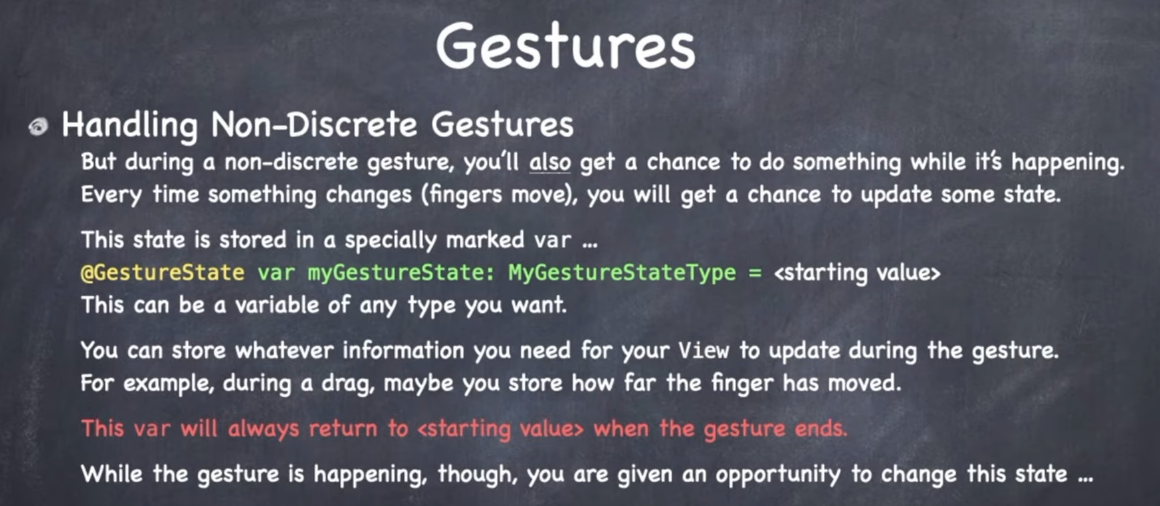 Gestures
Handling Non-Discrete Gestures
But during a non-discrete gesture, you'll also get a chance to do something while it's happening.
Every time something changes (fingers move), you will get a chance to update some state.
This state is stored in a specially marked var ...
@GestureState var myGestureState: MyGestureStateType = <starting value>
This can be a variable of any type you want.
You can store whatever information you need for your View to update during the gesture.
For example, during a drag, maybe you store how far the finger has moved.
This var will always return to <starting value> when the gesture ends.
While the gesture is happening, though, you are given an opportunity to change this state ...